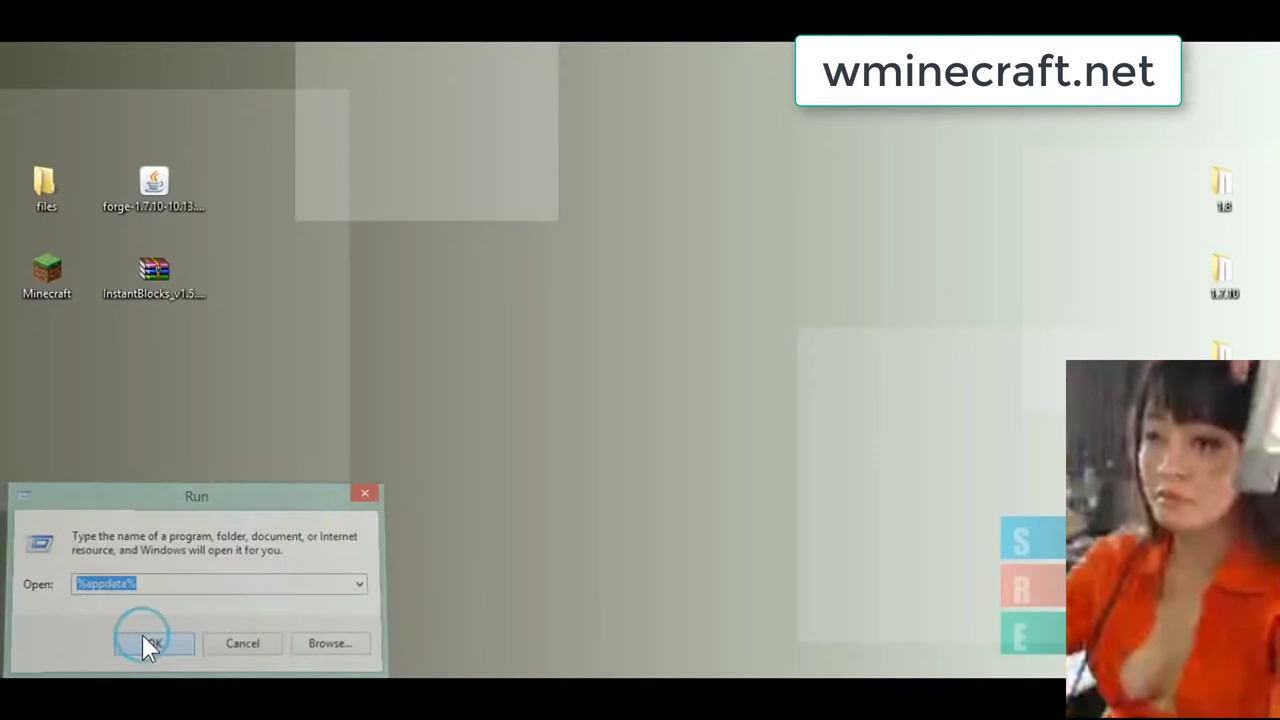 wminecraft.net
files
forge-1.7.10-10.13....
Minecraft
InstantBlocks_v1.5....
1.8
1.7.10
Run
Type the name of a program, folder, document, or Internet
resource, and Windows will open it for you.
Open:
%appdata%
OK
Cancel
Browse...
S
R
E